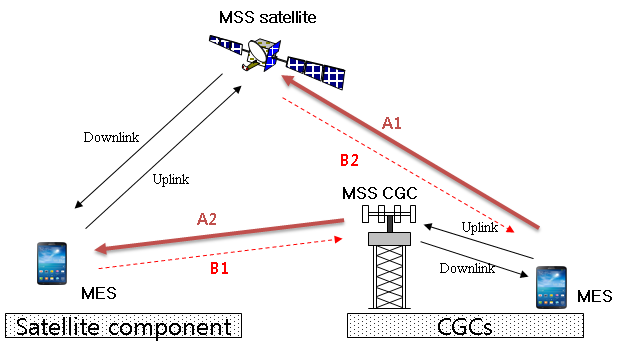 MSS satellite
A1
Downlink
B2
Uplink
MSS CGC
A2
Uplink
B1
Downlink
MES
MES
Satellite component
CGCs